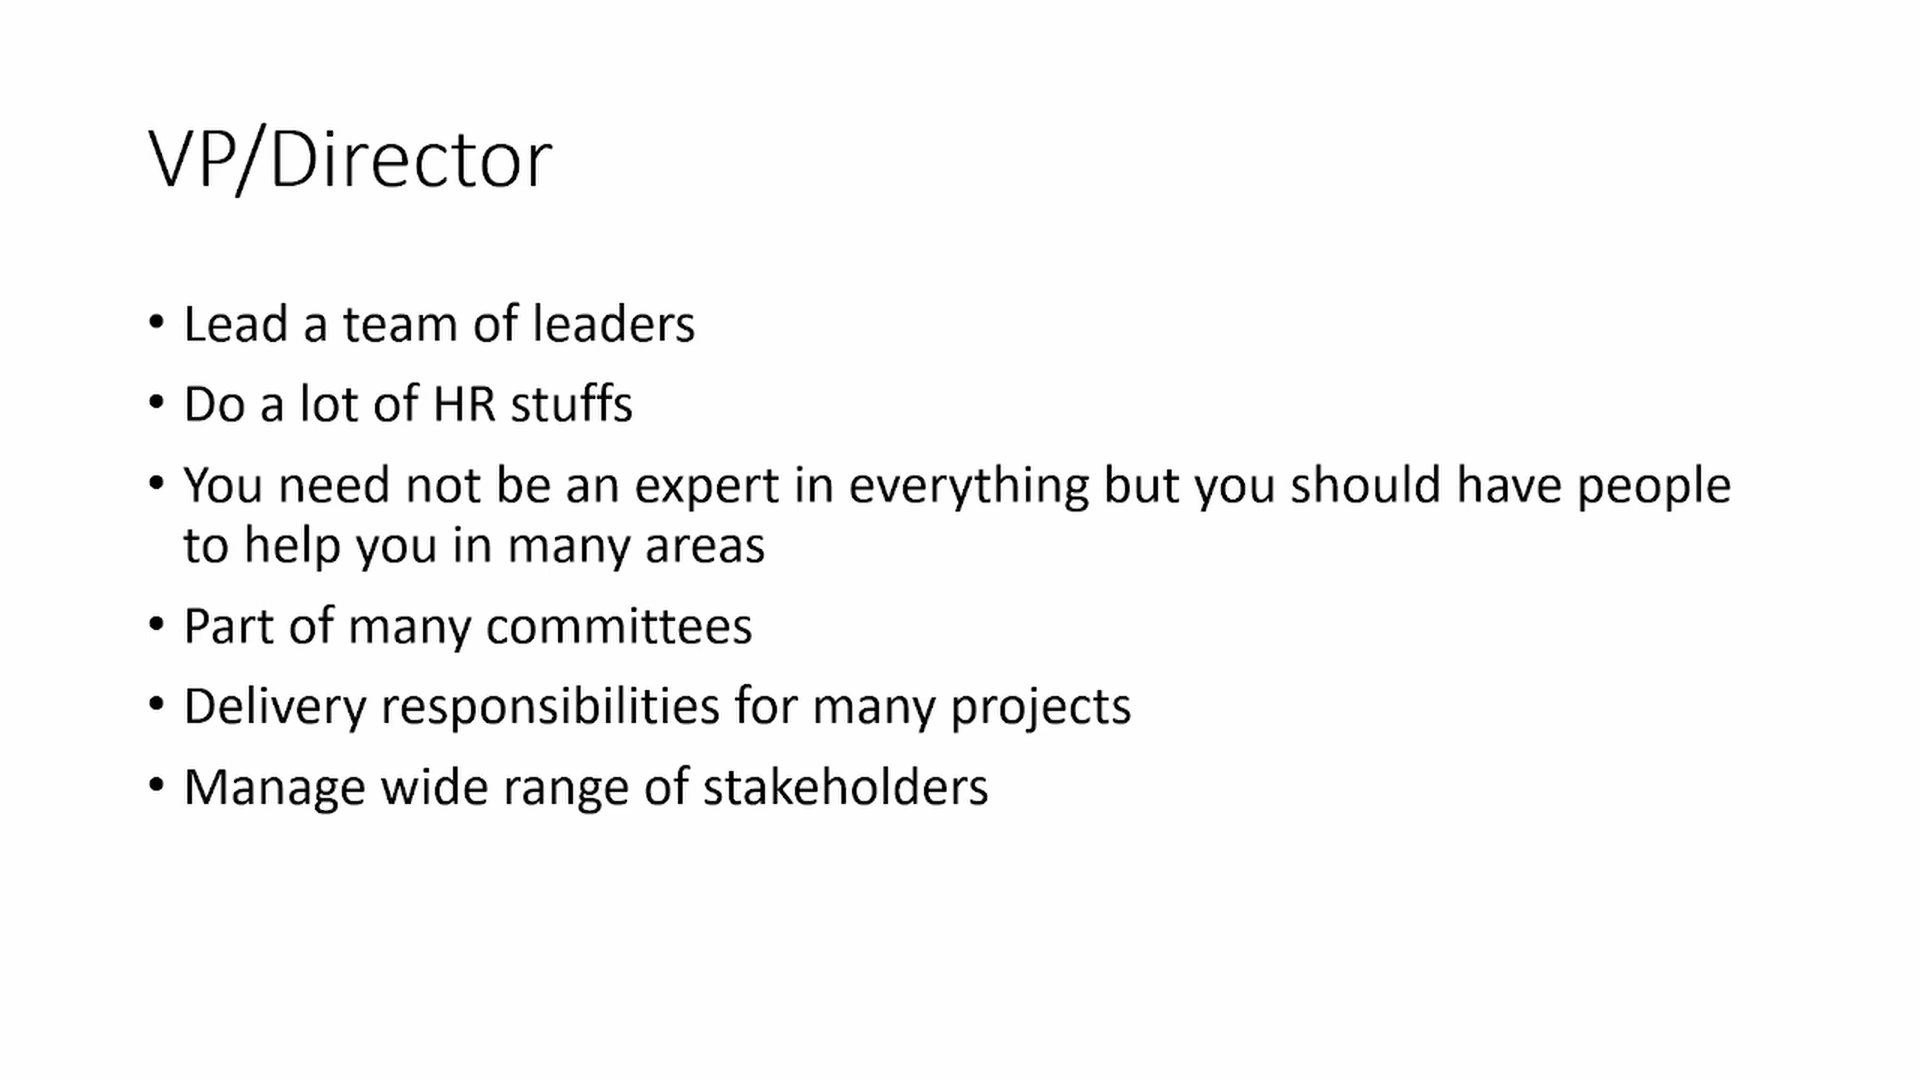 VP/Director
• Lead a team of leaders
• Do a lot of HR stuffs
• You need not be an expert in everything but you should have people
to help you in many areas
• Part of many committees
• Delivery responsibilities for many projects
• Manage wide range of stakeholders